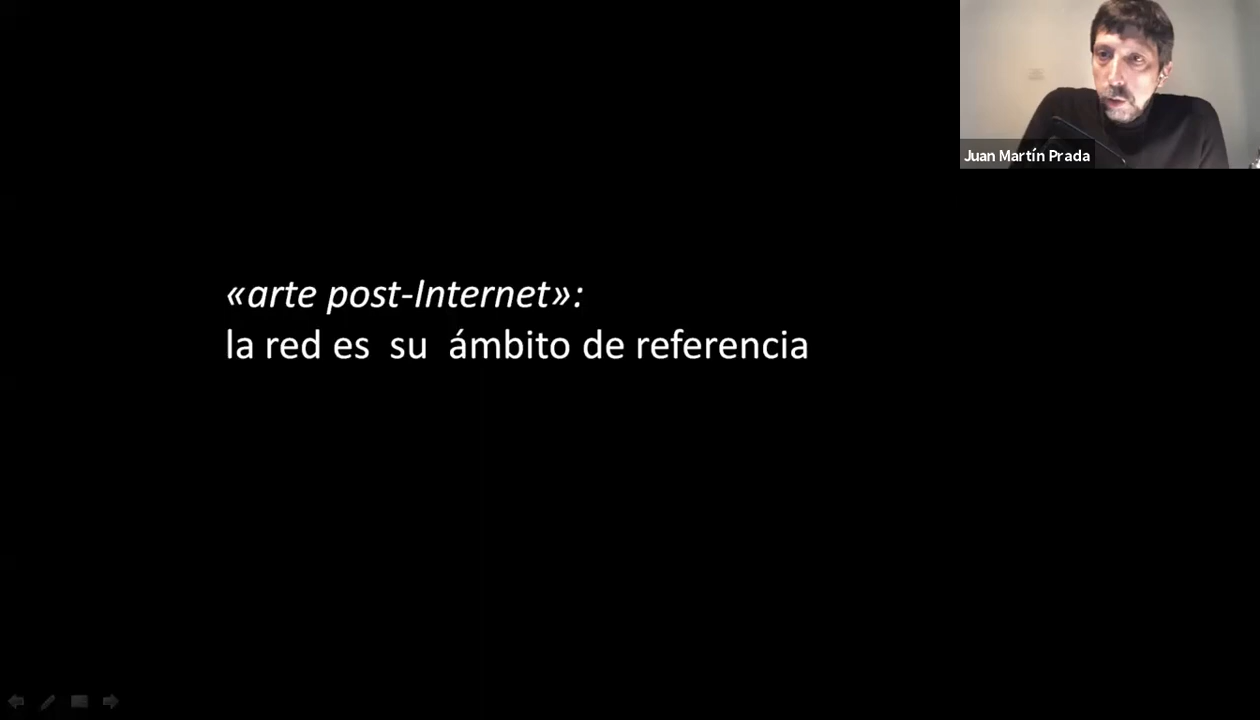 Juan Martín Prada
«arte post-Internet»:
la red es su ámbito de referencia